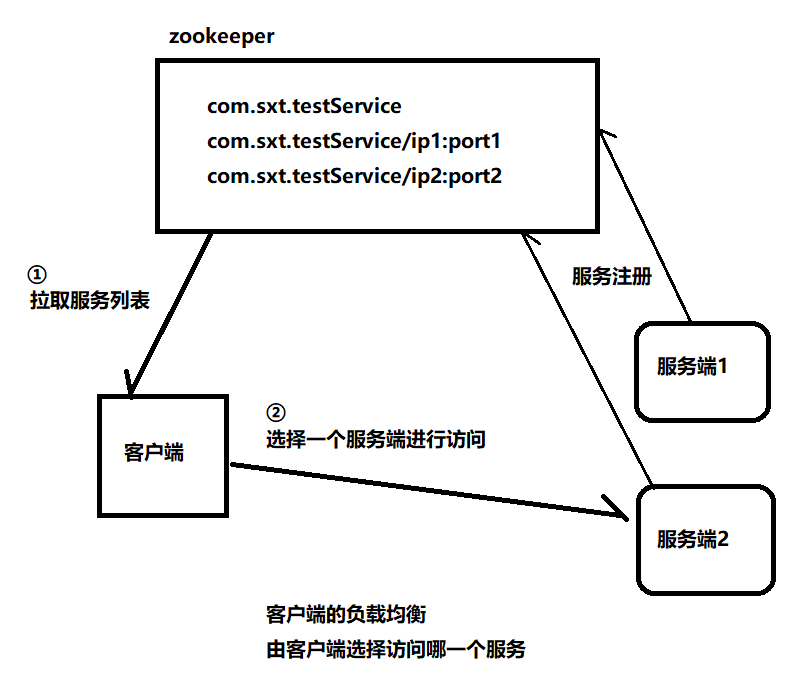 zookeeper
com.sxt.testService
com.sxt.testService/ip1:port1
com.sxt.testService/ip2:port2
①
拉取服务列表
服务注册
服务端1
客户端
②
选择一个服务端进行访问
服务端2
客户端的负载均衡
由客户端选择访问哪一个服务